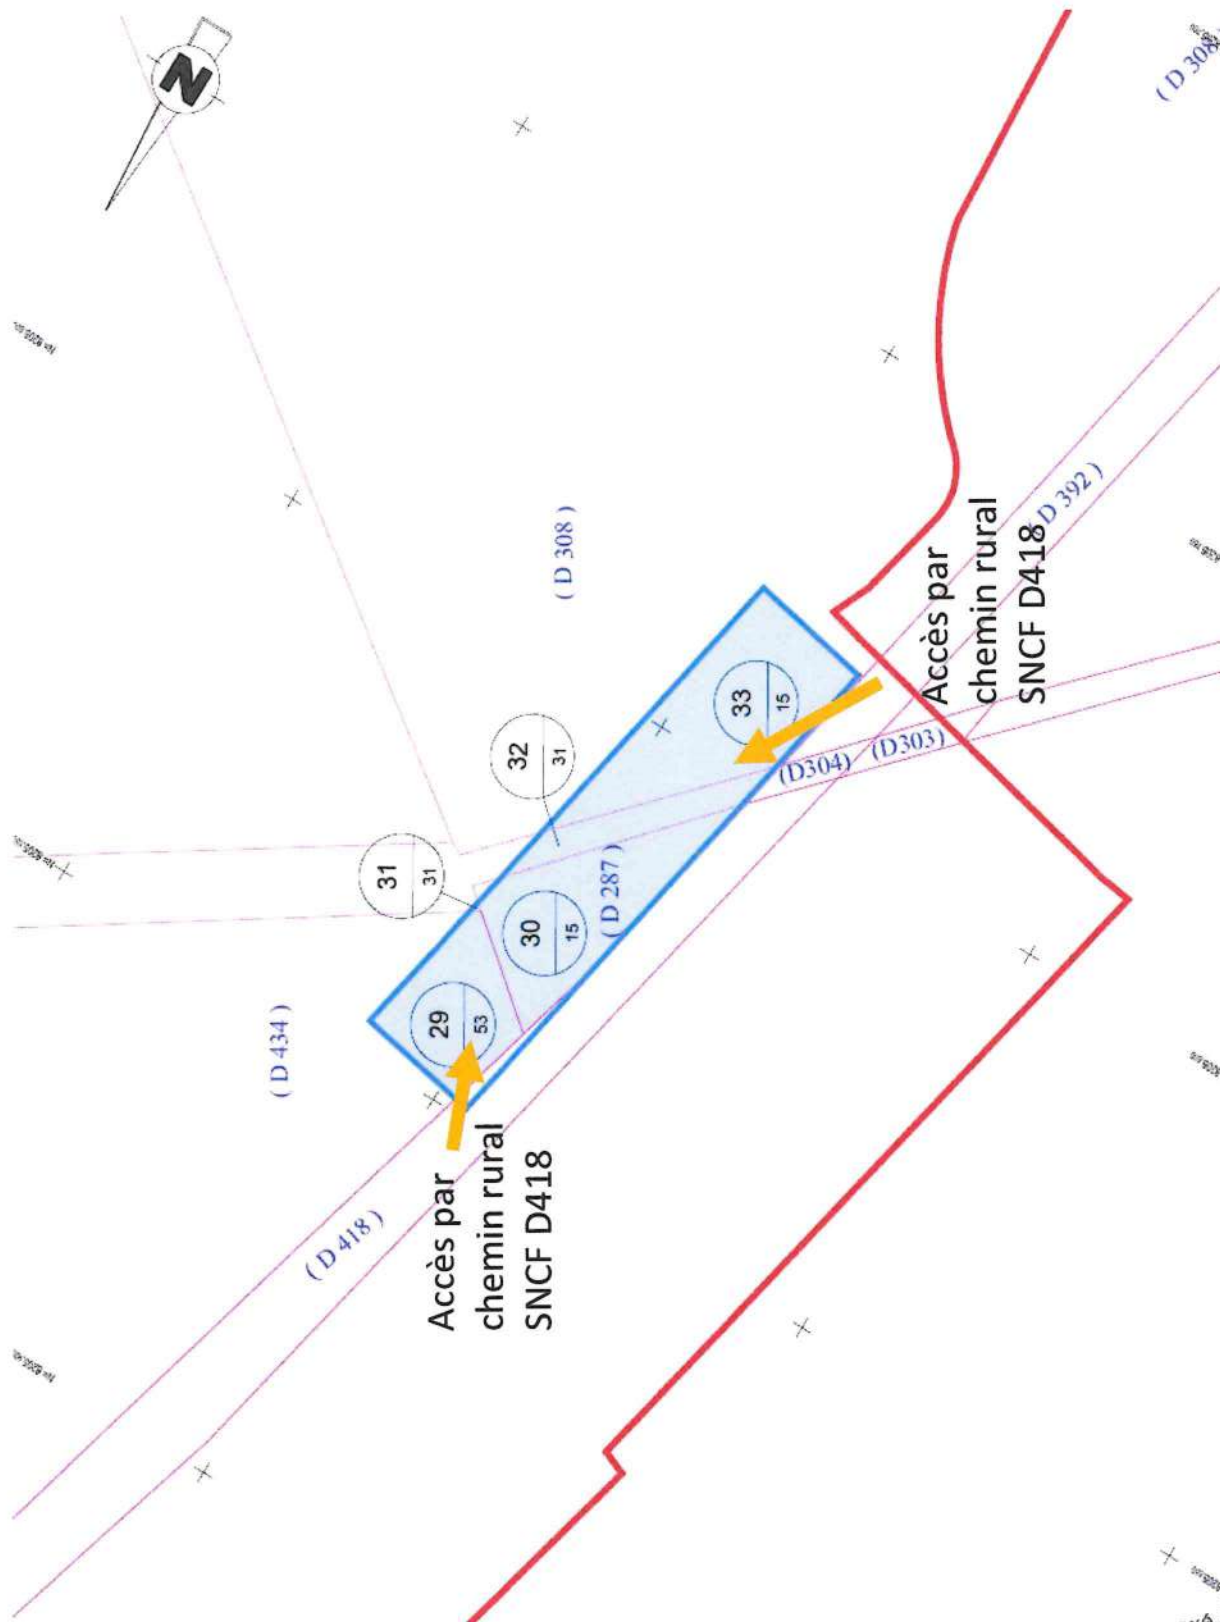 N
( D 308
( D 308 )
( D 392 )
32
31
33
15
31
31
(D304)
(D303)
30
15
( D 287 )
29
53
( D 434 )
( D 418 )
Accès par
chemin rural
SNCF D418
Accès par
chemin rural
SNCF D418